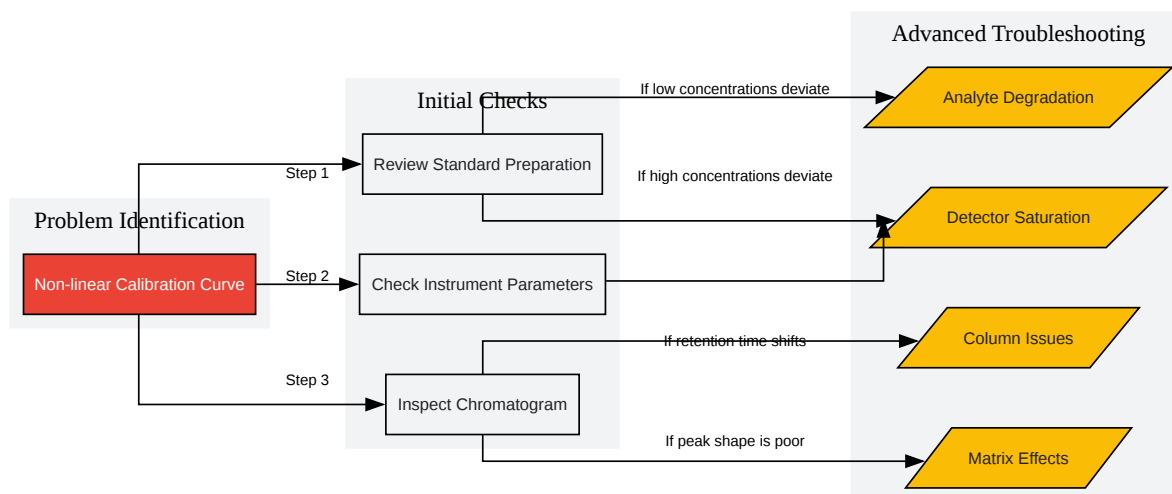 Advanced Troubleshooting
Initial Checks
If low concentrations deviate
Analyte Degradation
Review Standard Preparation
Step 1
If high concentrations deviate
Problem Identification
Detector Saturation
Non-linear Calibration Curve
Step 2
Check Instrument Parameters
If retention time shifts
Column Issues
Step 3
Inspect Chromatogram
If peak shape is poor
Matrix Effects